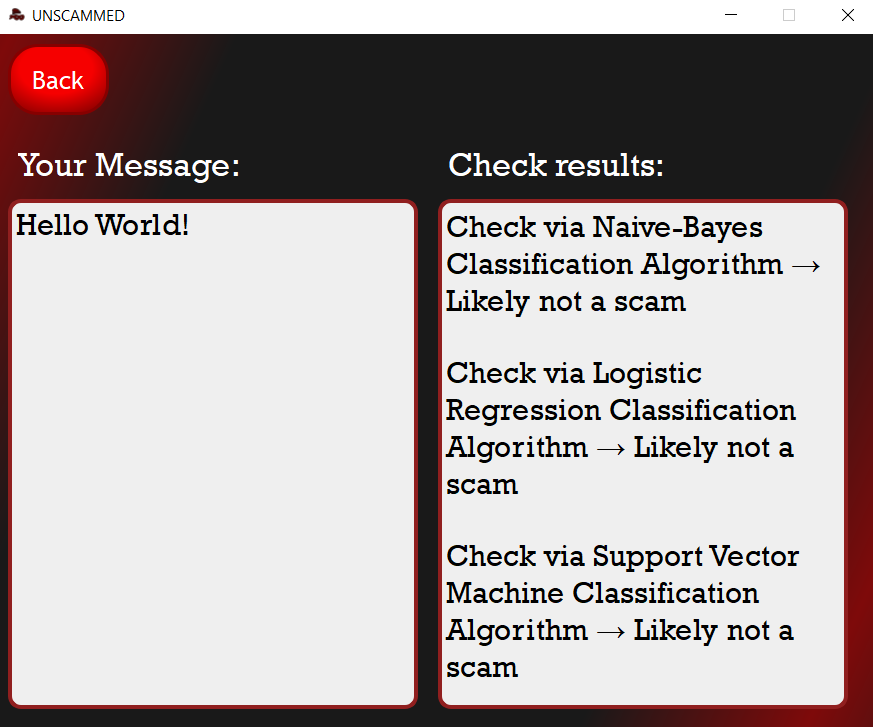 UNSCAMMED
Back
Your Message:
Check results:
Hello World!
Check via Naive-Bayes
Classification Algorithm →
Likely not a scam
Check via Logistic
Regression Classification
Algorithm → Likely not a
scam
Check via Support Vector
Machine Classification
Algorithm → Likely not a
scam